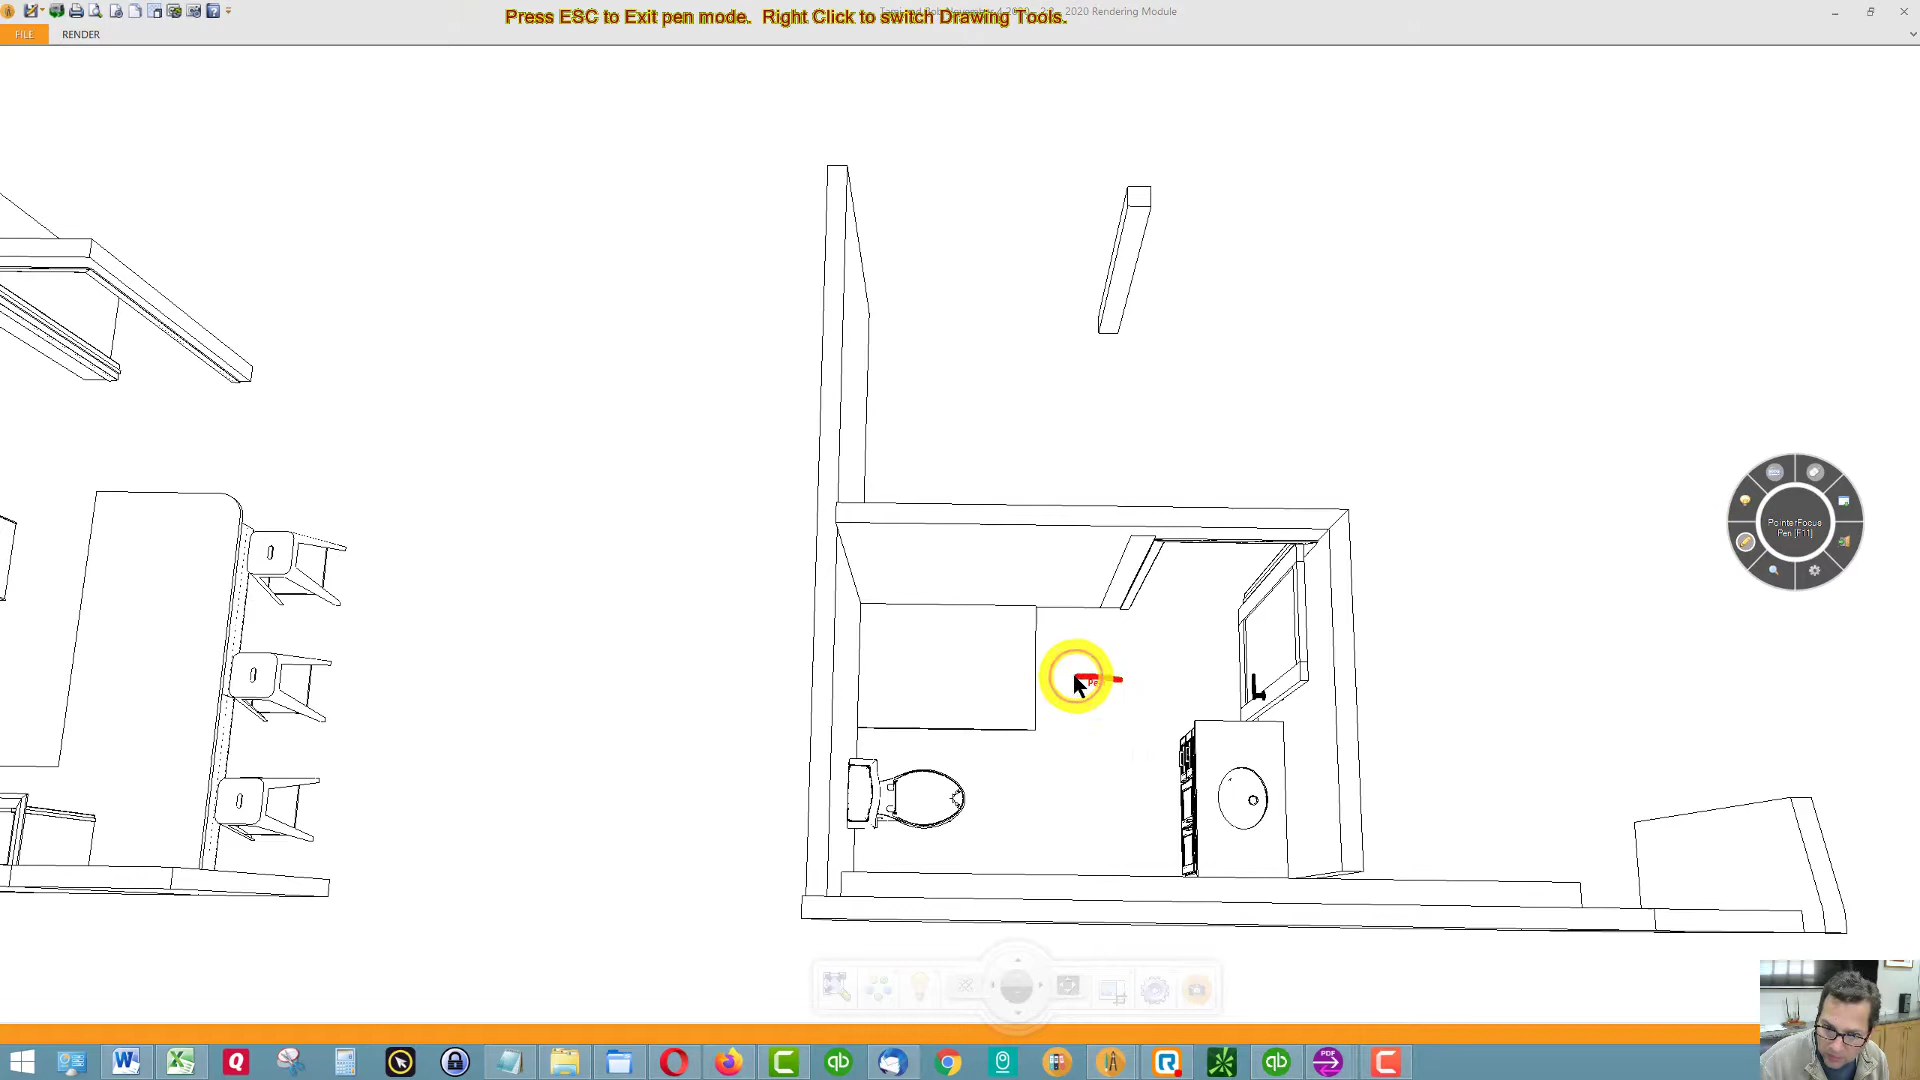 Press ESC to Exit pen mode. Right Click to switch Drawing Tools.
2020 Rendering Module
FILE
RENDER
PointerFocus
Pen [F11]
Pe